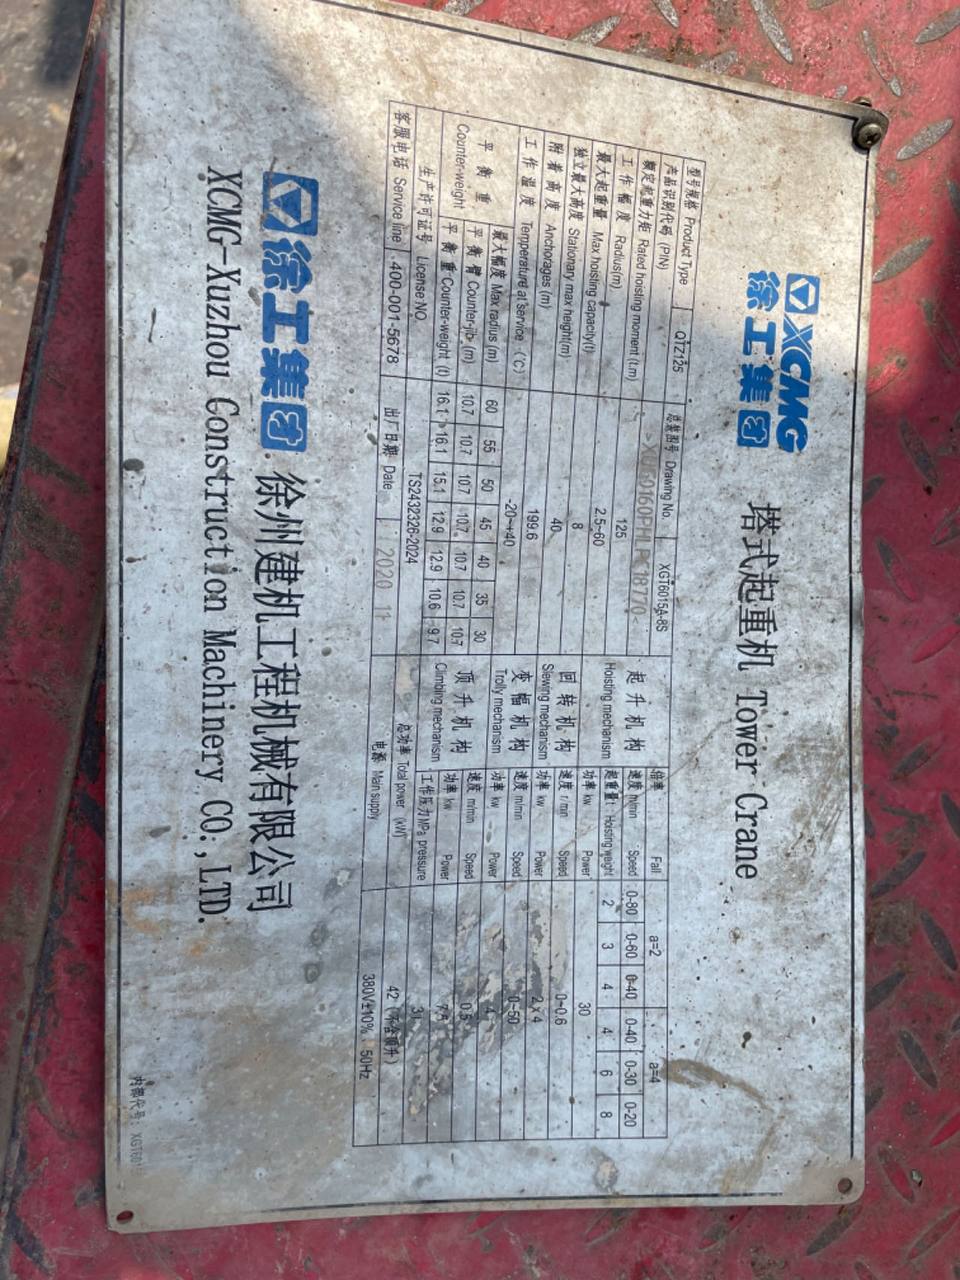 XCMG
徐工集团
塔式起重机 Tower Crane
型号规格 Product Type QTZ125 总装图号 Drawing No. XGT6015A-8S
产品识别代码 (PIN)
额定起重力矩 Rated hoisting moment (t.m) 125
工作幅度 Radius(m) 2.5~60
最大起重量 Max hoisting capacity(t) 8
独立最大高度 Stationary max height(m) 40
附着高度 Anchorages (m) 199.6
工作温度 Temperature at service (℃) -20~+40
平衡重 Counter-weight
最大幅度 Max radius (m) 60 55 50 45 40 35 30
平衡臂 Counter-jib (m) 10.7 10.7 10.7 10.7 10.7 10.7 10.7
平衡重 Counter-weight (t) 16.1 16.1 15.1 12.9 12.9 10.6 9.7
生产许可证号 License NO. TS2432326-2024
客服电话 Service line 400-001-5678 出厂日期 Date 2020 11
起升机构 Hoisting mechanism
倍率 Fall a=2 a=4
速度 m/min Speed 0-80 0-60 0-40 0-40 0-30 0-20
起重量 t Hoisting weight 2 3 4 4 6 8
功率 kw Power 30
回转机构 Slewing mechanism
速度 r/min Speed 0~0.6
功率 kw Power 2×4
变幅机构 Trolly mechanism
速度 m/min Speed 0~50
功率 kw Power 4
顶升机构 Climbing mechanism
速度 m/min Speed 0.5
功率 kw Power 7.5
工作压力 MPa pressure 31
总功率 Total power (kW) 42 (不含顶升)
电源 Main supply 380V±10% 50Hz
徐工集团 徐州建机工程机械有限公司
XCMG-Xuzhou Construction Machinery CO.,LTD.
内部代号: XGT601